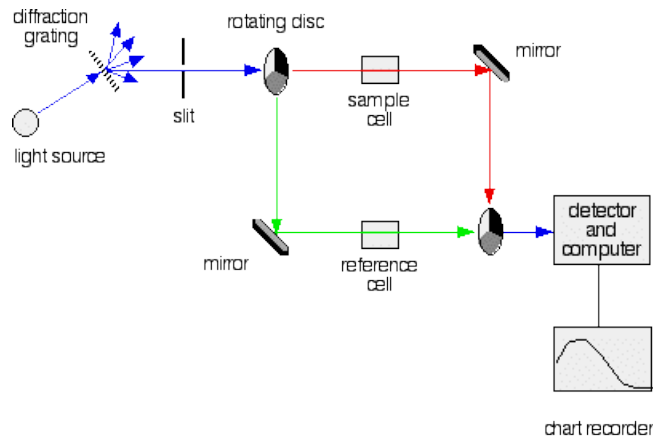 diffraction
grating
rotating disc
mirror
slit
sample
cell
light source
detector
and
computer
mirror
reference
cell
chart recorder